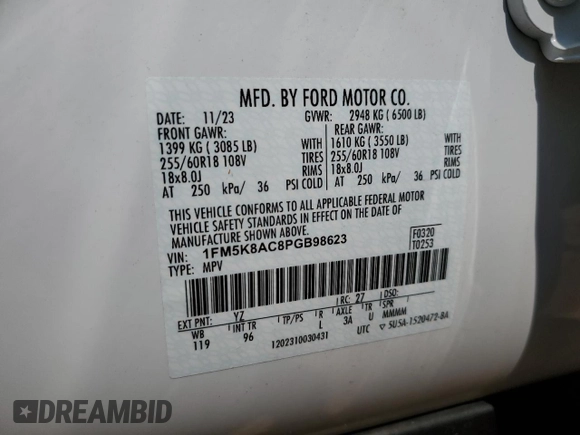 MFD. BY FORD MOTOR CO.
DATE: 11/23 GVWR: 2948 KG ( 6500 LB)
FRONT GAWR: REAR GAWR:
1399 KG ( 3085 LB) WITH 1610 KG ( 3550 LB) WITH
255/60R18 108V TIRES 255/60R18 108V TIRES
18x8.0J RIMS 18x8.0J RIMS
AT 250 kPa/ 36 PSI COLD AT 250 kPa/ 36 PSI COLD
THIS VEHICLE CONFORMS TO ALL APPLICABLE FEDERAL MOTOR
VEHICLE SAFETY STANDARDS IN EFFECT ON THE DATE OF
MANUFACTURE SHOWN ABOVE.
VIN: 1FM5K8AC8PGB98623 F0320
TYPE: MPV T0253
EXT PNT: YZ RC: 27 DSO:
WB INT TR TP/PS R AXLE TR SPR
119 96 L 3A U MMMM
1202310030431 UTC 5U5A-1520472-BA
DREAMBID